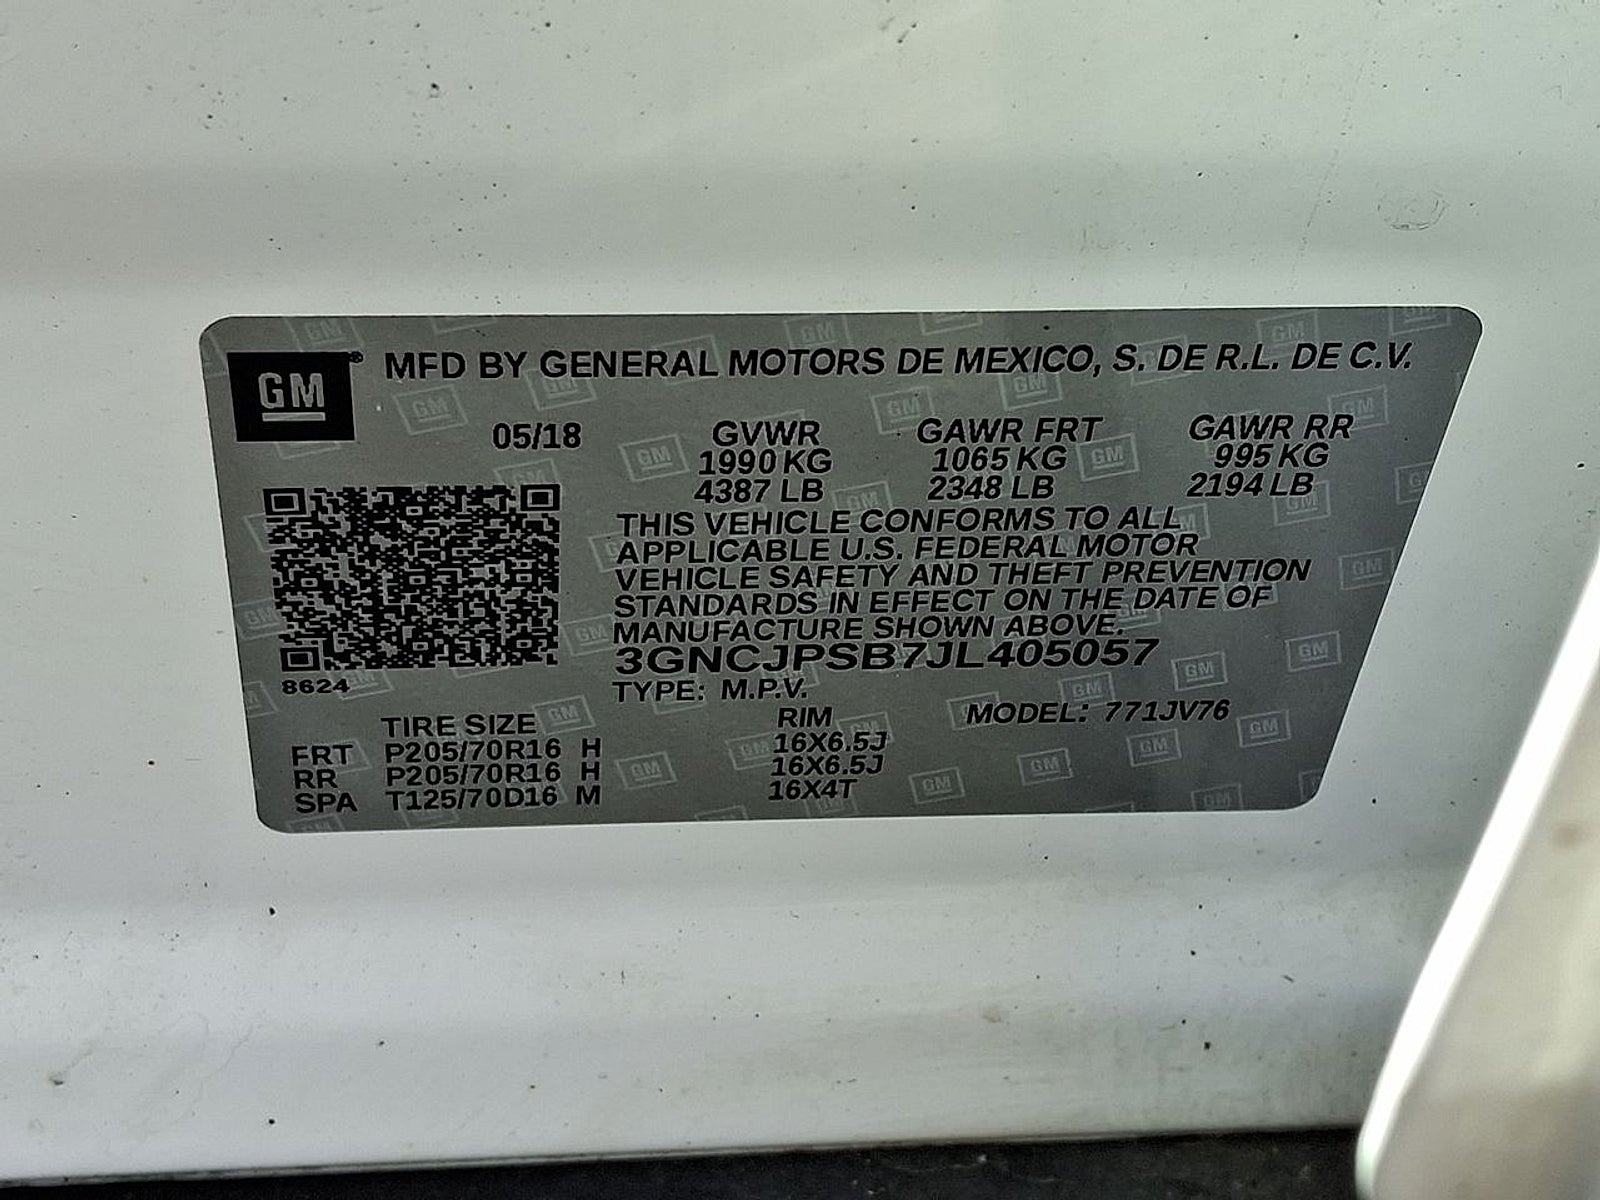 GM® MFD BY GENERAL MOTORS DE MEXICO, S. DE R.L. DE C.V.
05/18 GVWR GAWR FRT GAWR RR
1990 KG 1065 KG 995 KG
4387 LB 2348 LB 2194 LB
THIS VEHICLE CONFORMS TO ALL
APPLICABLE U.S. FEDERAL MOTOR
VEHICLE SAFETY AND THEFT PREVENTION
STANDARDS IN EFFECT ON THE DATE OF
MANUFACTURE SHOWN ABOVE.
3GNCJPSB7JL405057
8624
TYPE: M.P.V.
TIRE SIZE RIM MODEL: 771JV76
FRT P205/70R16 H 16X6.5J
RR P205/70R16 H 16X6.5J
SPA T125/70D16 M 16X4T